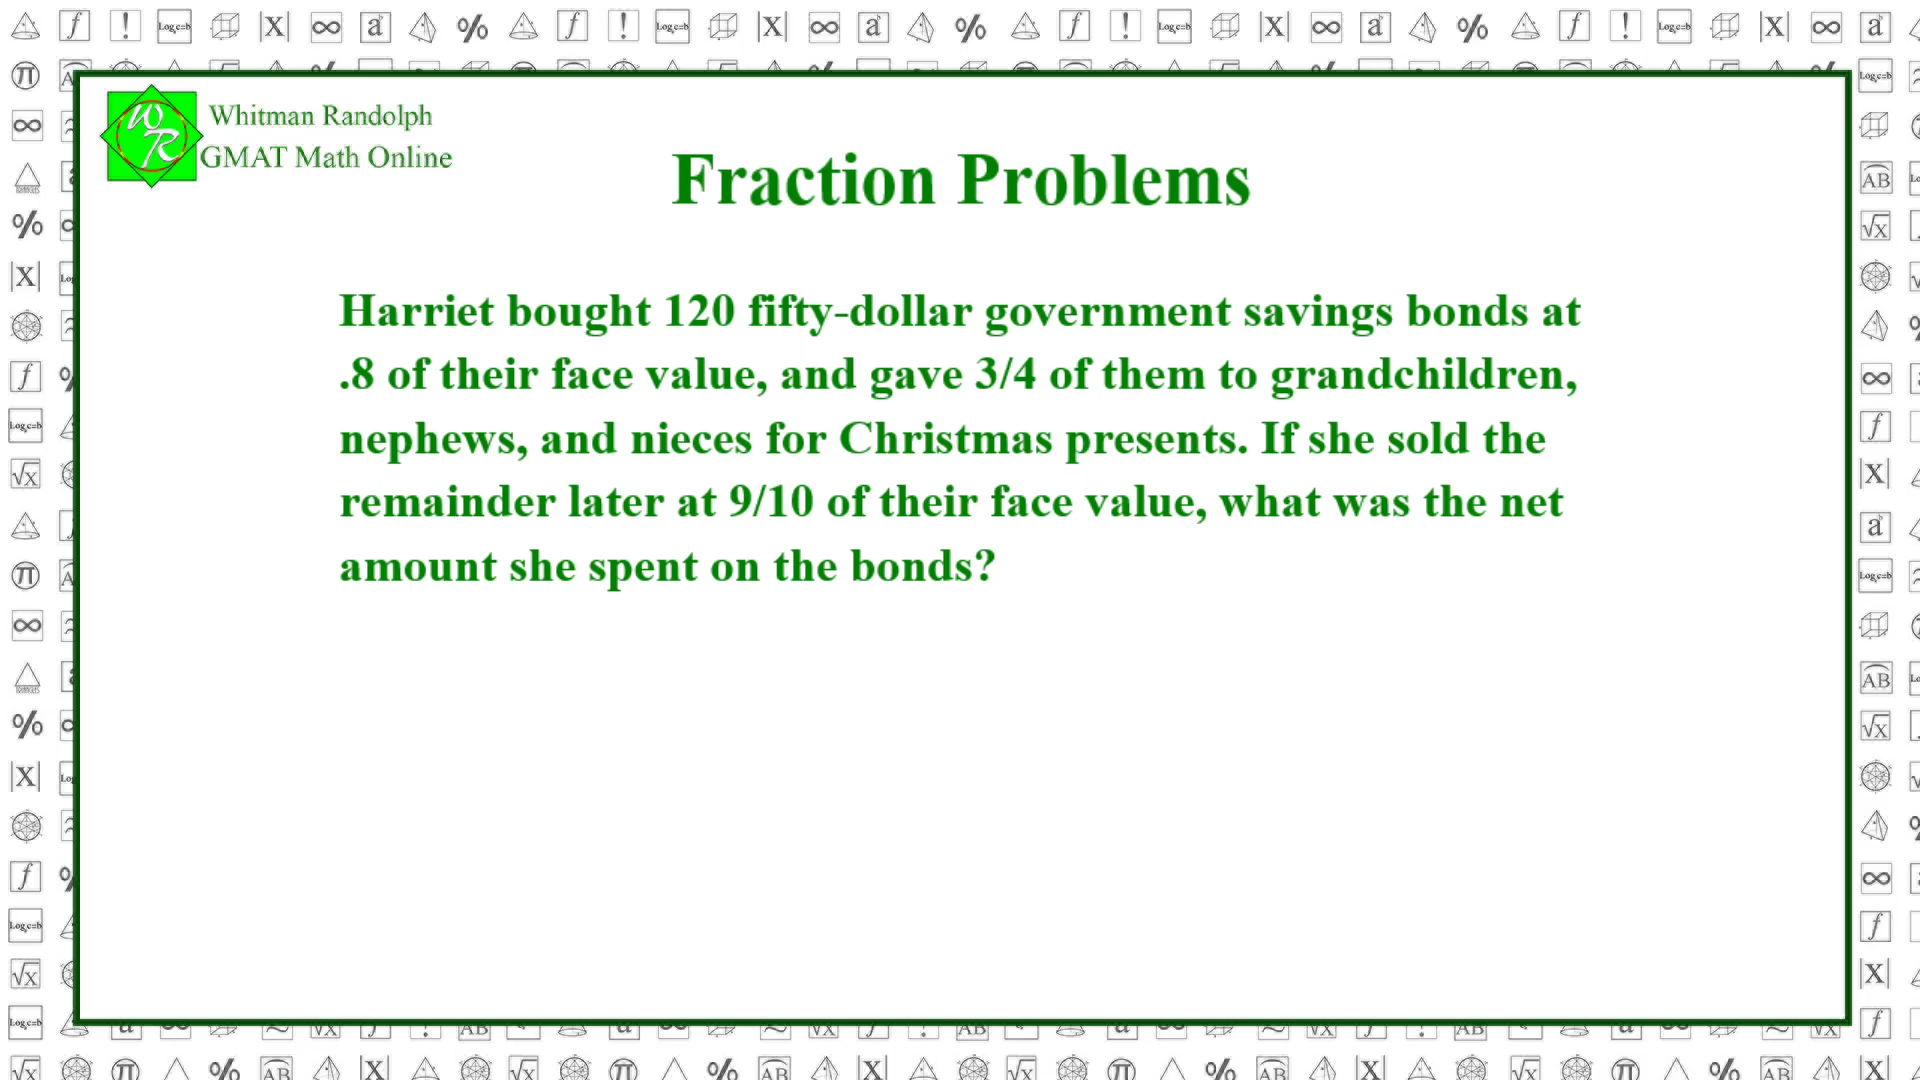 Whitman Randolph
GMAT Math Online
Fraction Problems
Harriet bought 120 fifty-dollar government savings bonds at
.8 of their face value, and gave 3/4 of them to grandchildren,
nephews, and nieces for Christmas presents. If she sold the
remainder later at 9/10 of their face value, what was the net
amount she spent on the bonds?